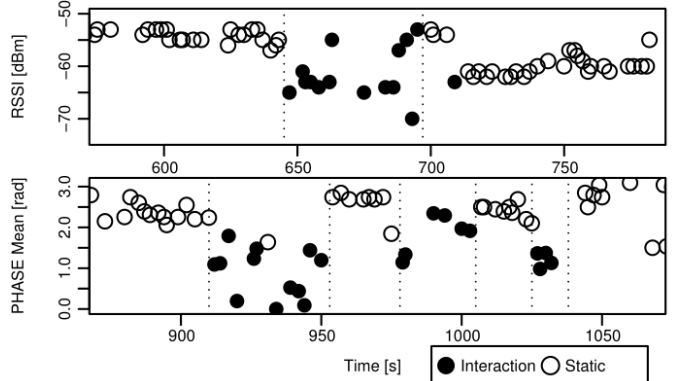 −50
−60
−70
RSSI [dBm]
600 650 700 750
3.0
2.0
1.0
0.0
PHASE Mean [rad]
900 950 1000 1050
Time [s]
Interaction Static